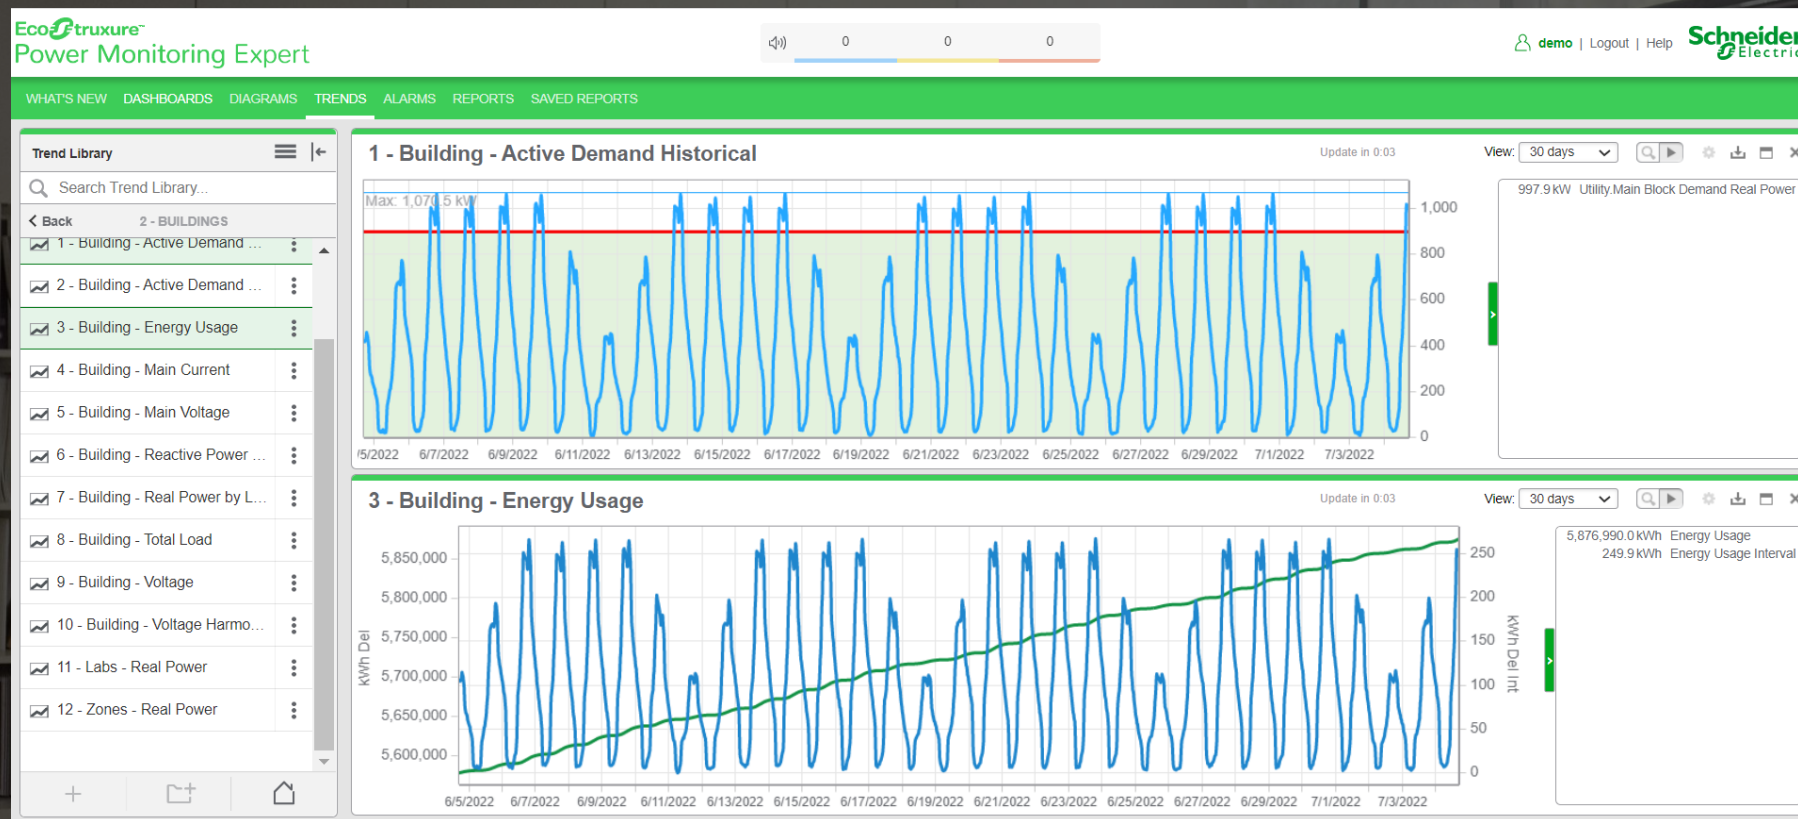 EcoStruxure™
Power Monitoring Expert
0 0 0
demo | Logout | Help
Schneider
Electric
WHAT'S NEW DASHBOARDS DIAGRAMS TRENDS ALARMS REPORTS SAVED REPORTS
Trend Library
Search Trend Library...
Back 2 - BUILDINGS
1 - Building - Active Demand ...
2 - Building - Active Demand ...
3 - Building - Energy Usage
4 - Building - Main Current
5 - Building - Main Voltage
6 - Building - Reactive Power ...
7 - Building - Real Power by L...
8 - Building - Total Load
9 - Building - Voltage
10 - Building - Voltage Harmo...
11 - Labs - Real Power
12 - Zones - Real Power
1 - Building - Active Demand Historical
Update in 0:03
View: 30 days
Max: 1,070.5 kW
1,000
800
600
400
200
0
/5/2022 6/7/2022 6/9/2022 6/11/2022 6/13/2022 6/15/2022 6/17/2022 6/19/2022 6/21/2022 6/23/2022 6/25/2022 6/27/2022 6/29/2022 7/1/2022 7/3/2022
997.9 kW Utility.Main Block Demand Real Power
3 - Building - Energy Usage
Update in 0:03
View: 30 days
kWh Del
5,850,000
5,800,000
5,750,000
5,700,000
5,650,000
5,600,000
250
200
150
100
50
0
kWh Del Int
6/5/2022 6/7/2022 6/9/2022 6/11/2022 6/13/2022 6/15/2022 6/17/2022 6/19/2022 6/21/2022 6/23/2022 6/25/2022 6/27/2022 6/29/2022 7/1/2022 7/3/2022
5,876,990.0 kWh Energy Usage
249.9 kWh Energy Usage Interval